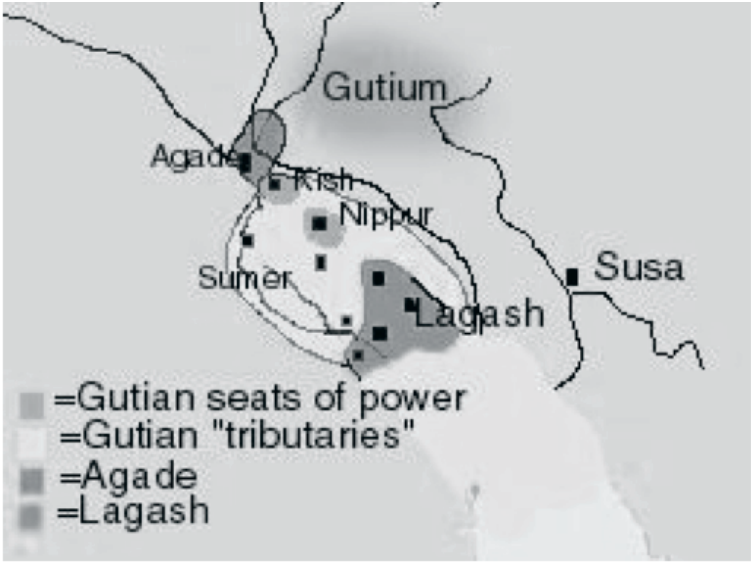 Gutium
Agade
Kish
Nippur
Sumer
Susa
Lagash
=Gutian seats of power
=Gutian "tributaries"
=Agade
=Lagash